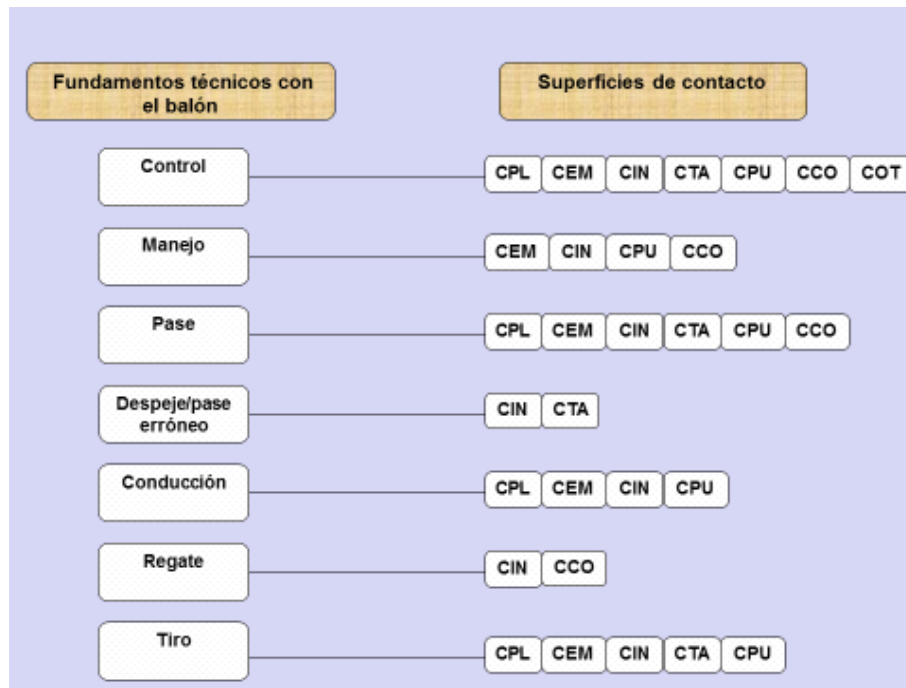 Fundamentos técnicos con
el balón
Superficies de contacto
Control
CPL CEM CIN CTA CPU CCO COT
Manejo
CEM CIN CPU CCO
Pase
CPL CEM CIN CTA CPU CCO
Despeje/pase
erróneo
CIN CTA
Conducción
CPL CEM CIN CPU
Regate
CIN CCO
Tiro
CPL CEM CIN CTA CPU